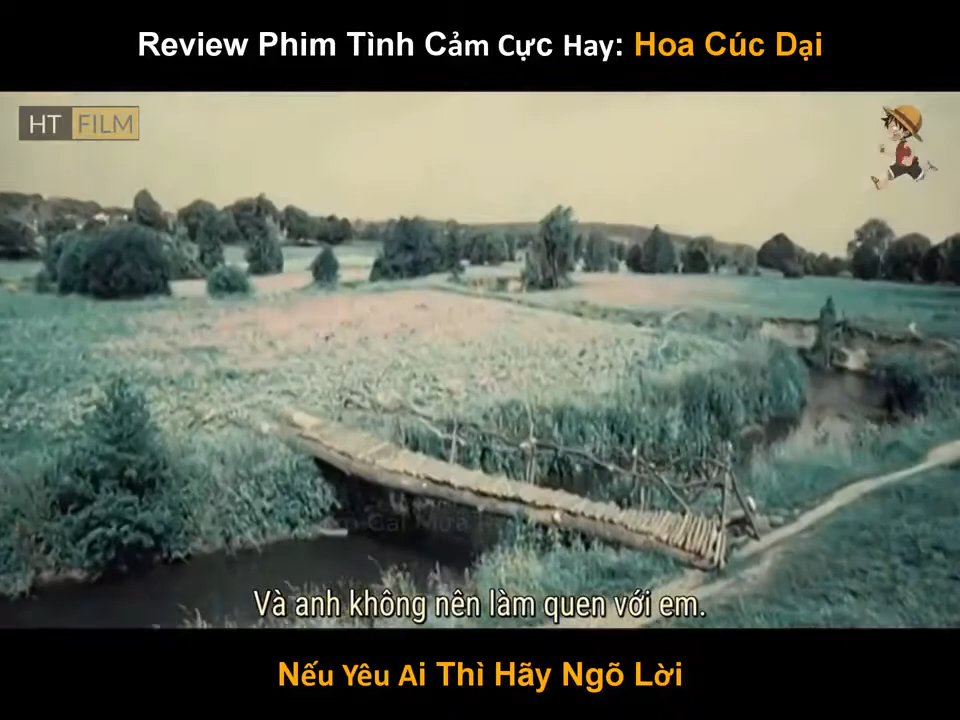 Review Phim Tình Cảm Cực Hay: Hoa Cúc Dại
HT FILM
Và anh không nên làm quen với em.
Nếu Yêu Ai Thì Hãy Ngõ Lời